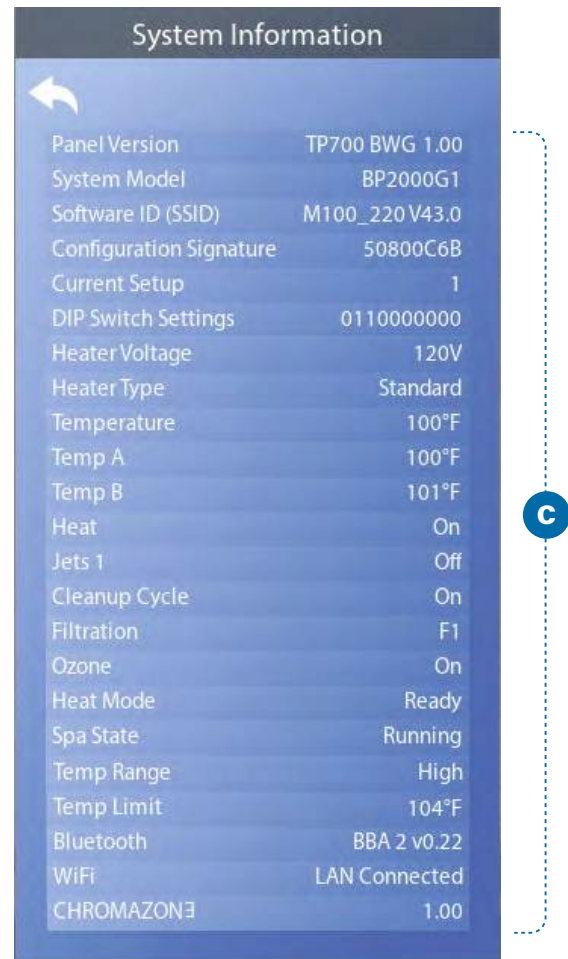 System Information
Panel Version TP700 BWG 1.00
System Model BP2000G1
Software ID (SSID) M100_220 V43.0
Configuration Signature 50800C6B
Current Setup 1
DIP Switch Settings 0110000000
Heater Voltage 120V
Heater Type Standard
Temperature 100°F
Temp A 100°F
Temp B 101°F
Heat On
Jets 1 Off
Cleanup Cycle On
Filtration F1
Ozone On
Heat Mode Ready
Spa State Running
Temp Range High
Temp Limit 104°F
Bluetooth BBA 2 v0.22
WiFi LAN Connected
CHROMAZONƎ 1.00
C